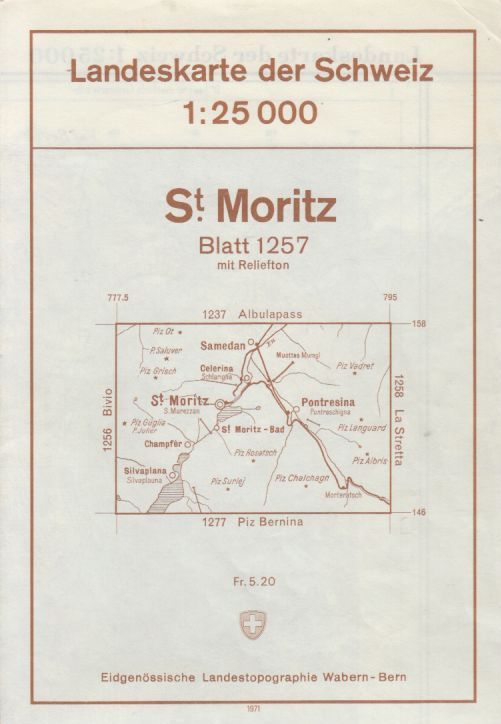 Landeskarte der Schweiz
1:25 000
St. Moritz
Blatt 1257
mit Reliefton
777.5
795
1237 Albulapass
158
Piz Ot
Samedan
P. Saluver
Muottas Muragl
Celerina
Schlarigna
Piz Vadret
Piz Grisch
1256 Bivio
1258 La Stretta
St. Moritz
S. Murezzan
Pontresina
Puntraschigna
Piz Güglia
P. Julier
St. Moritz-Bad
Piz Languard
Champfèr
Piz Rosatsch
Piz Albris
Silvaplana
Silvaplauna
Piz Surlej
Piz Chalchagn
Morteratsch
146
1277 Piz Bernina
Fr. 5.20
Eidgenössische Landestopographie Wabern-Bern
1971